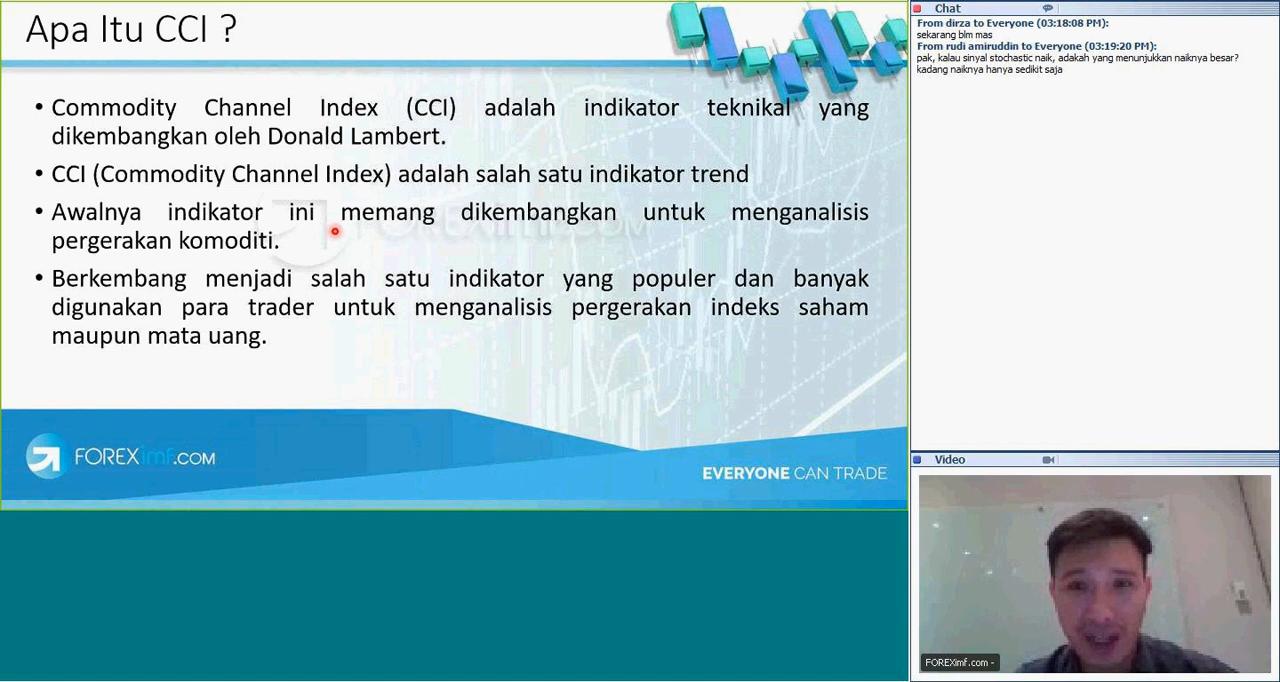 Apa Itu CCI ?
• Commodity Channel Index (CCI) adalah indikator teknikal yang
dikembangkan oleh Donald Lambert.
• CCI (Commodity Channel Index) adalah salah satu indikator trend
• Awalnya indikator ini memang dikembangkan untuk menganalisis
pergerakan komoditi.
• Berkembang menjadi salah satu indikator yang populer dan banyak
digunakan para trader untuk menganalisis pergerakan indeks saham
maupun mata uang.
FOREXimf.COM
FOREXimf.COM
EVERYONE CAN TRADE
Chat
From dirza to Everyone (03:18:08 PM):
sekarang blm mas
From rudi amiruddin to Everyone (03:19:20 PM):
pak, kalau sinyal stochastic naik, adakah yang menunjukkan naiknya besar?
kadang naiknya hanya sedikit saja
Video
FOREXimf.com -